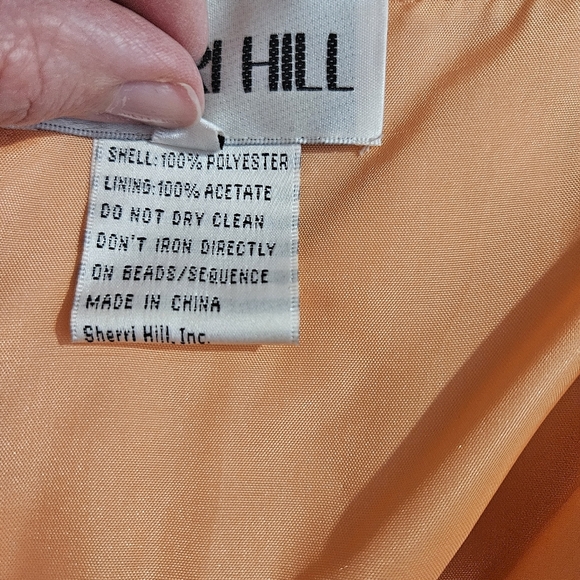 RI HILL
SHELL:100% POLYESTER
LINING:100% ACETATE
DO NOT DRY CLEAN
DON'T IRON DIRECTLY
ON BEADS/SEQUENCE
MADE IN CHINA
Sherri Hill, Inc.